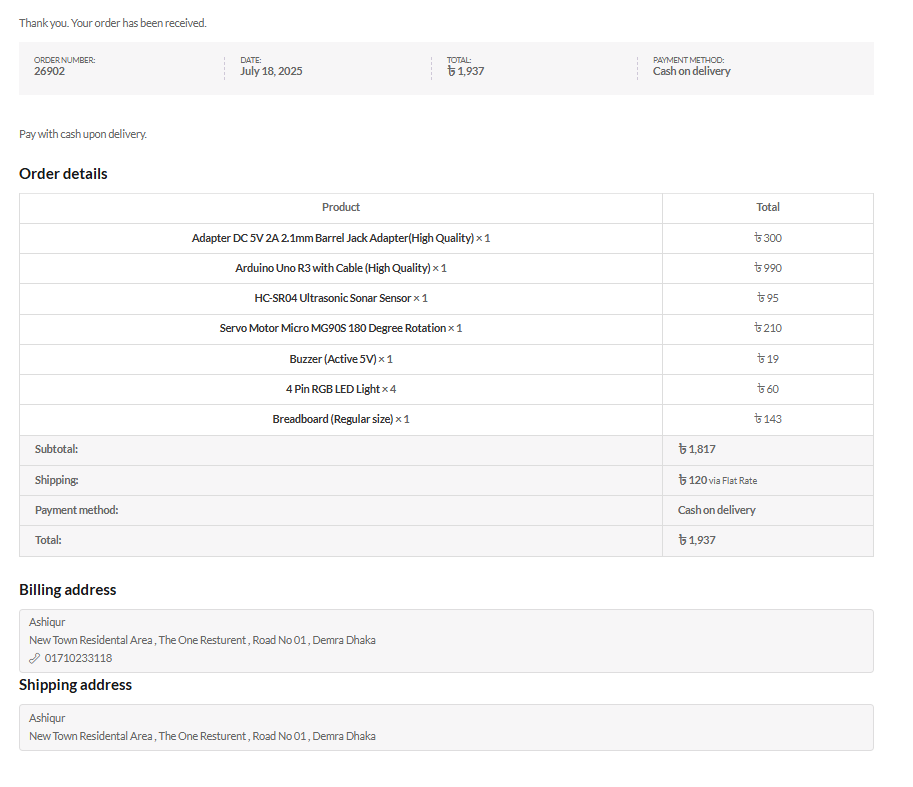 Thank you. Your order has been received.
ORDER NUMBER: DATE: TOTAL: PAYMENT METHOD:
26902 July 18, 2025 ৳ 1,937 Cash on delivery
Pay with cash upon delivery.
Order details
Product Total
Adapter DC 5V 2A 2.1mm Barrel Jack Adapter(High Quality) × 1 ৳ 300
Arduino Uno R3 with Cable (High Quality) × 1 ৳ 990
HC-SR04 Ultrasonic Sonar Sensor × 1 ৳ 95
Servo Motor Micro MG90S 180 Degree Rotation × 1 ৳ 210
Buzzer (Active 5V) × 1 ৳ 19
4 Pin RGB LED Light × 4 ৳ 60
Breadboard (Regular size) × 1 ৳ 143
Subtotal: ৳ 1,817
Shipping: ৳ 120 via Flat Rate
Payment method: Cash on delivery
Total: ৳ 1,937
Billing address
Ashiqur
New Town Residental Area , The One Resturent , Road No 01 , Demra Dhaka
01710233118
Shipping address
Ashiqur
New Town Residental Area , The One Resturent , Road No 01 , Demra Dhaka